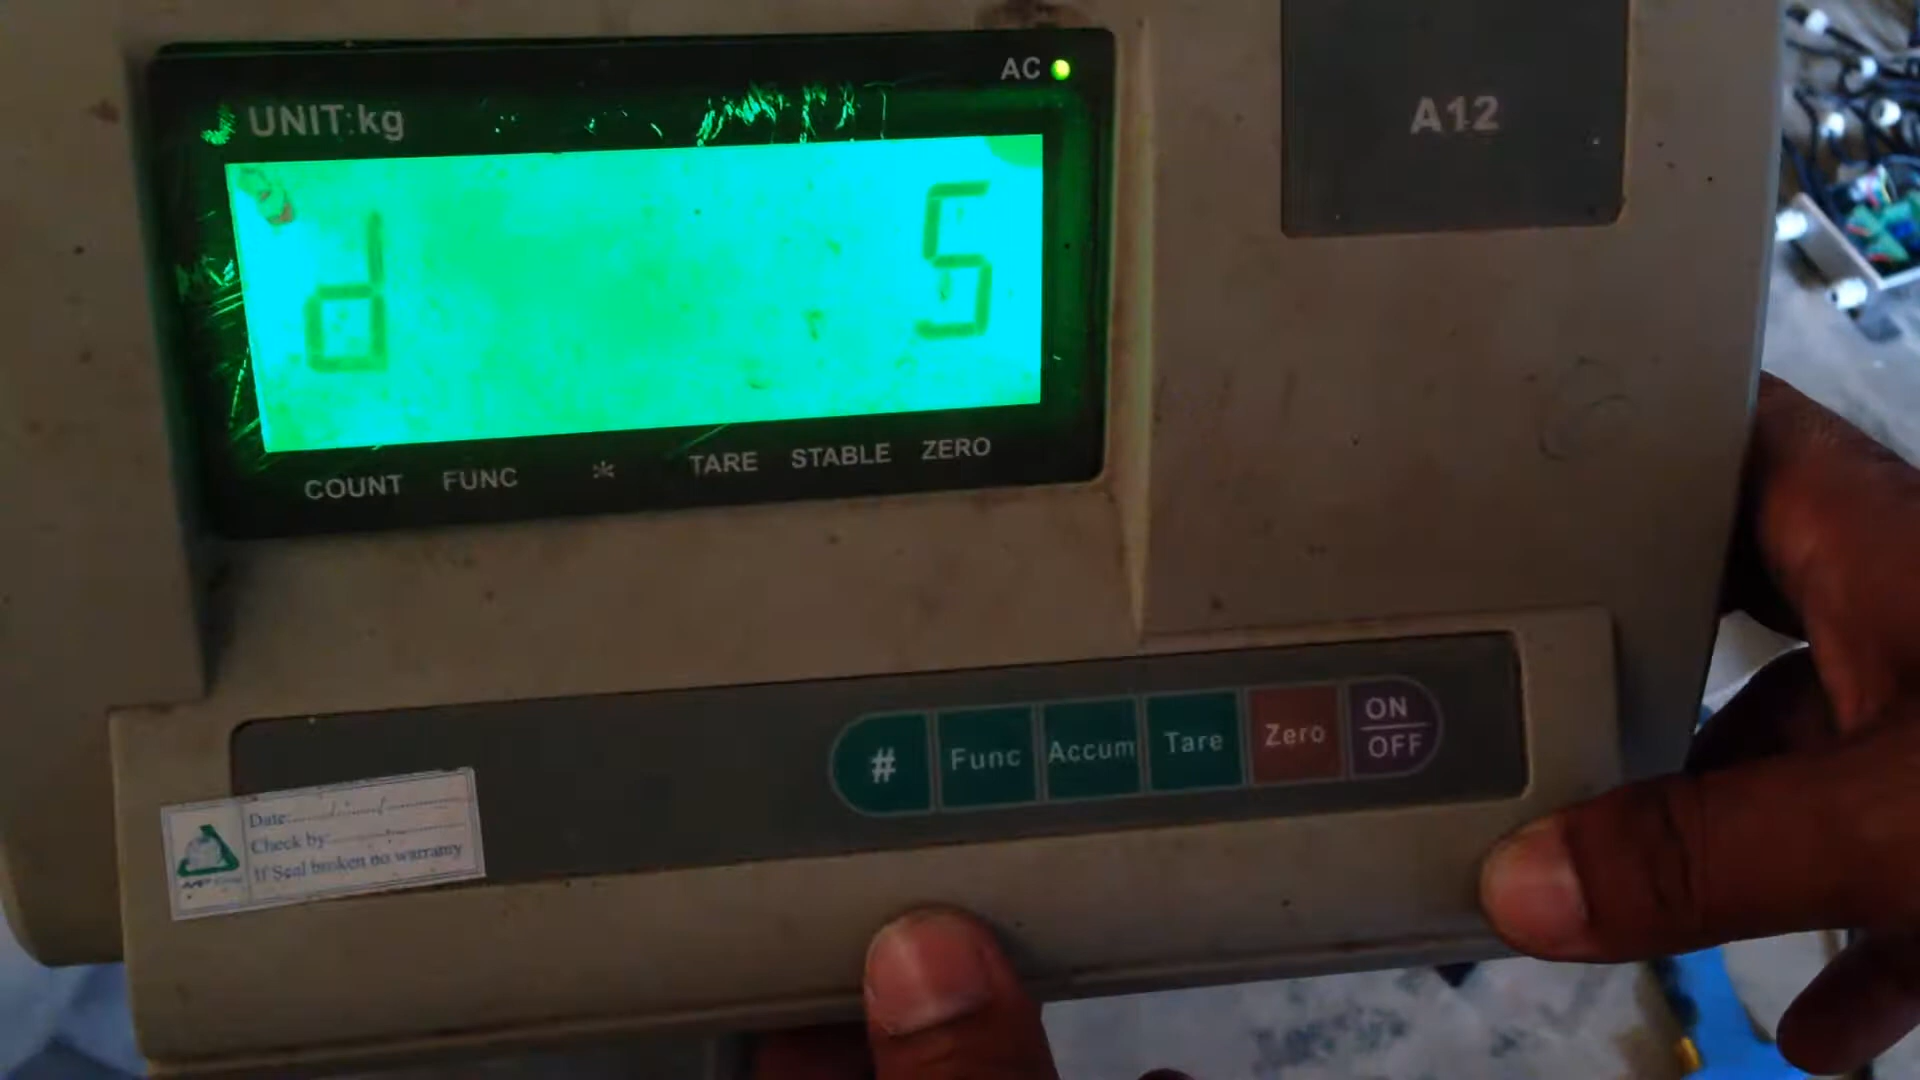 AC
A12
UNIT:kg
d 5
COUNT FUNC * TARE STABLE ZERO
# Func Accum Tare Zero ON
OFF
Date:
Check by:
If Seal broken no warranty